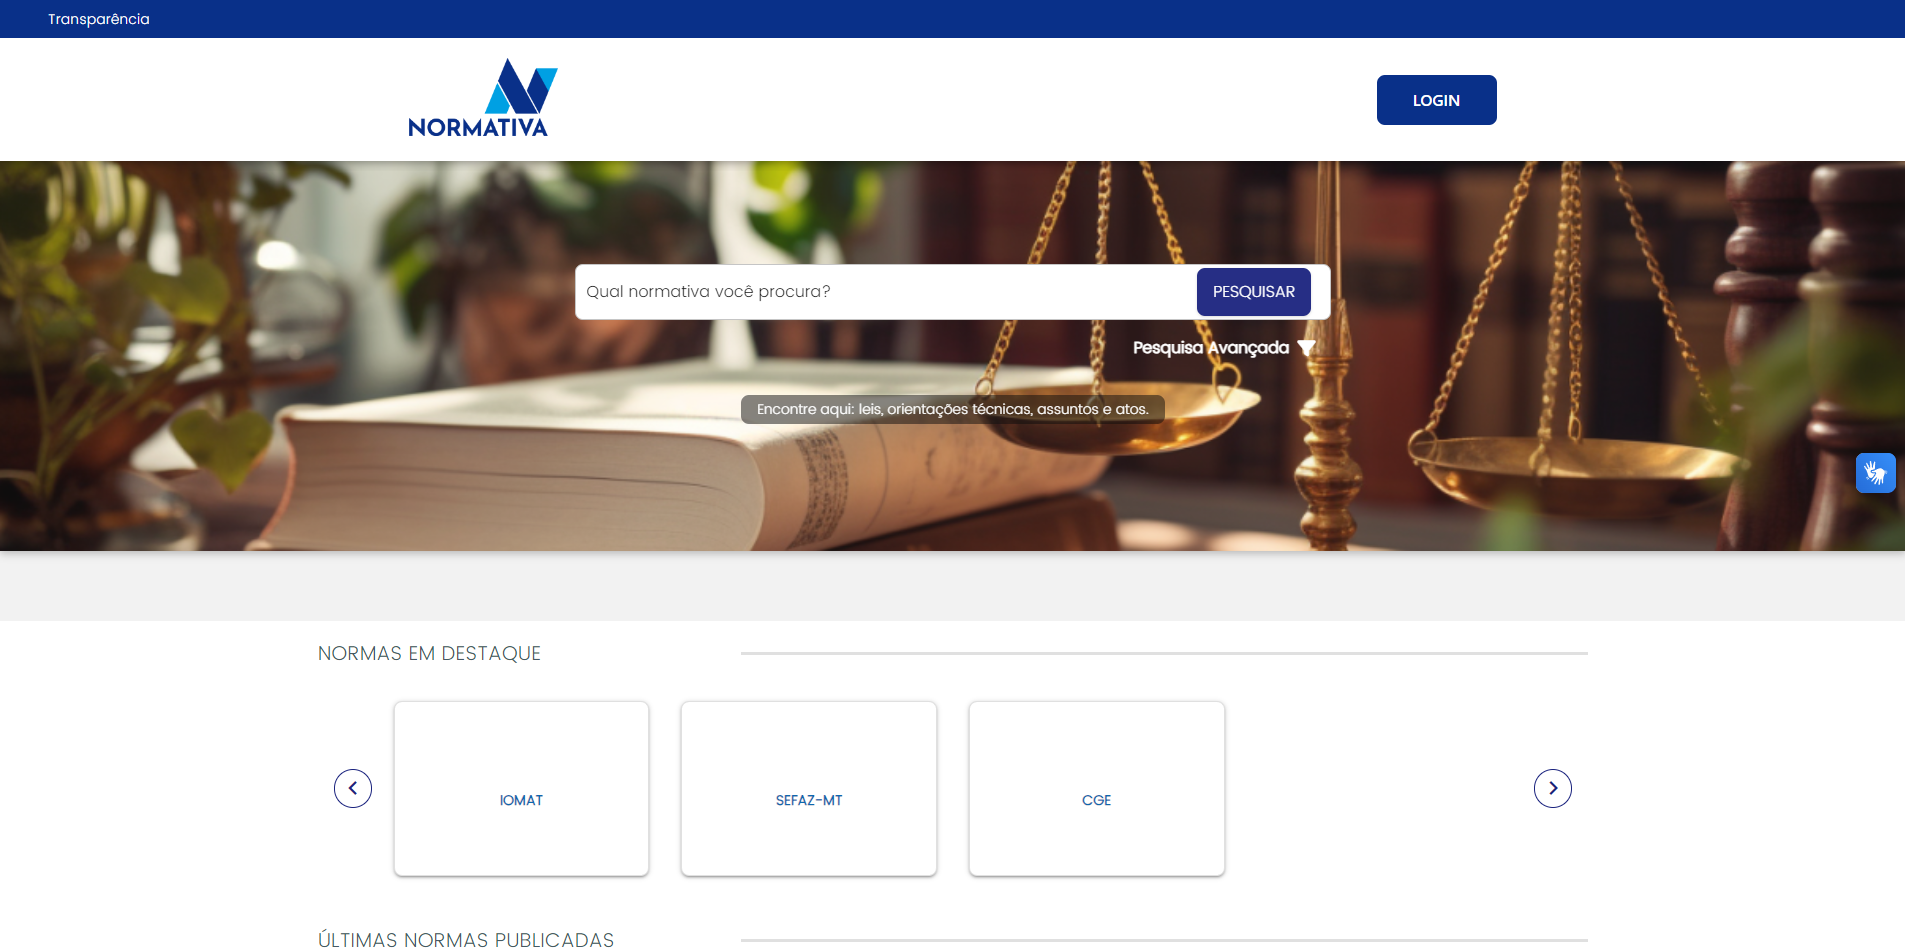 Transparência
NORMATIVA
LOGIN
Qual normativa você procura?
PESQUISAR
Pesquisa Avançada
Encontre aqui: leis, orientações técnicas, assuntos e atos.
NORMAS EM DESTAQUE
IOMAT
SEFAZ-MT
CGE
ÚLTIMAS NORMAS PUBLICADAS